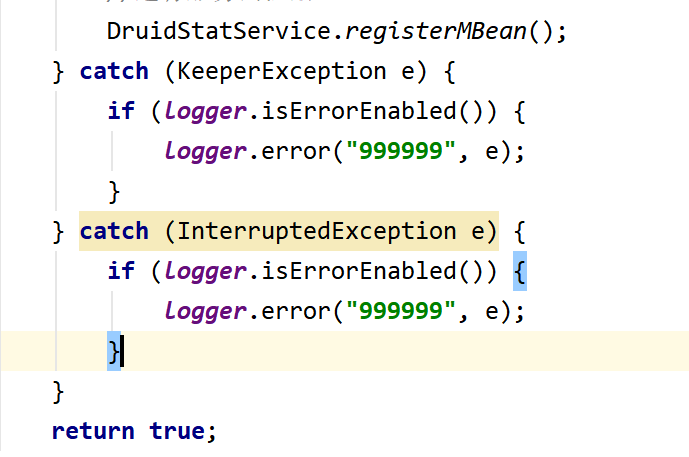 DruidStatService.registerMBean();
} catch (KeeperException e) {
if (logger.isErrorEnabled()) {
logger.error("999999", e);
}
} catch (InterruptedException e) {
if (logger.isErrorEnabled()) {
logger.error("999999", e);
}
}
return true;